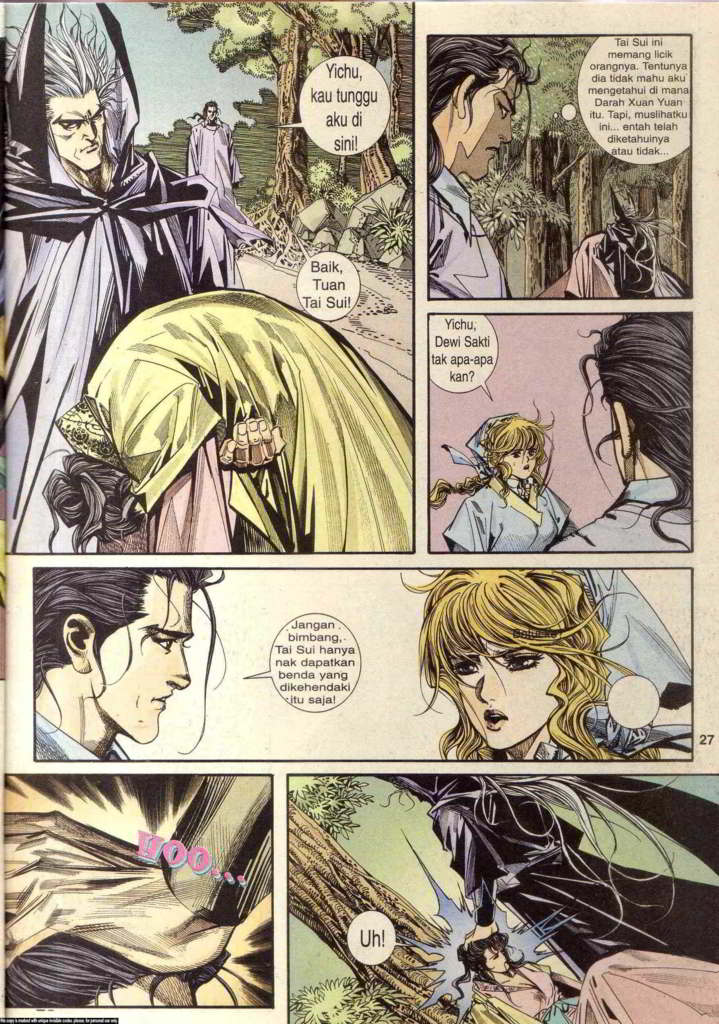 Yichu,
kau tunggu
aku di
sini!
Baik,
Tuan
Tai Sui!
Tai Sui ini
memang licik
orangnya. Tentunya
dia tidak mahu aku
mengetahui di mana
Darah Xuan Yuan
itu. Tapi, muslihatku
ini... entah telah
diketahuinya
atau tidak...
Yichu,
Dewi Sakti
tak apa-apa
kan?
Jangan
bimbang,
Tai Sui hanya
nak dapatkan
benda yang
dikehendaki
itu saja!
27
UOO...
Uh!